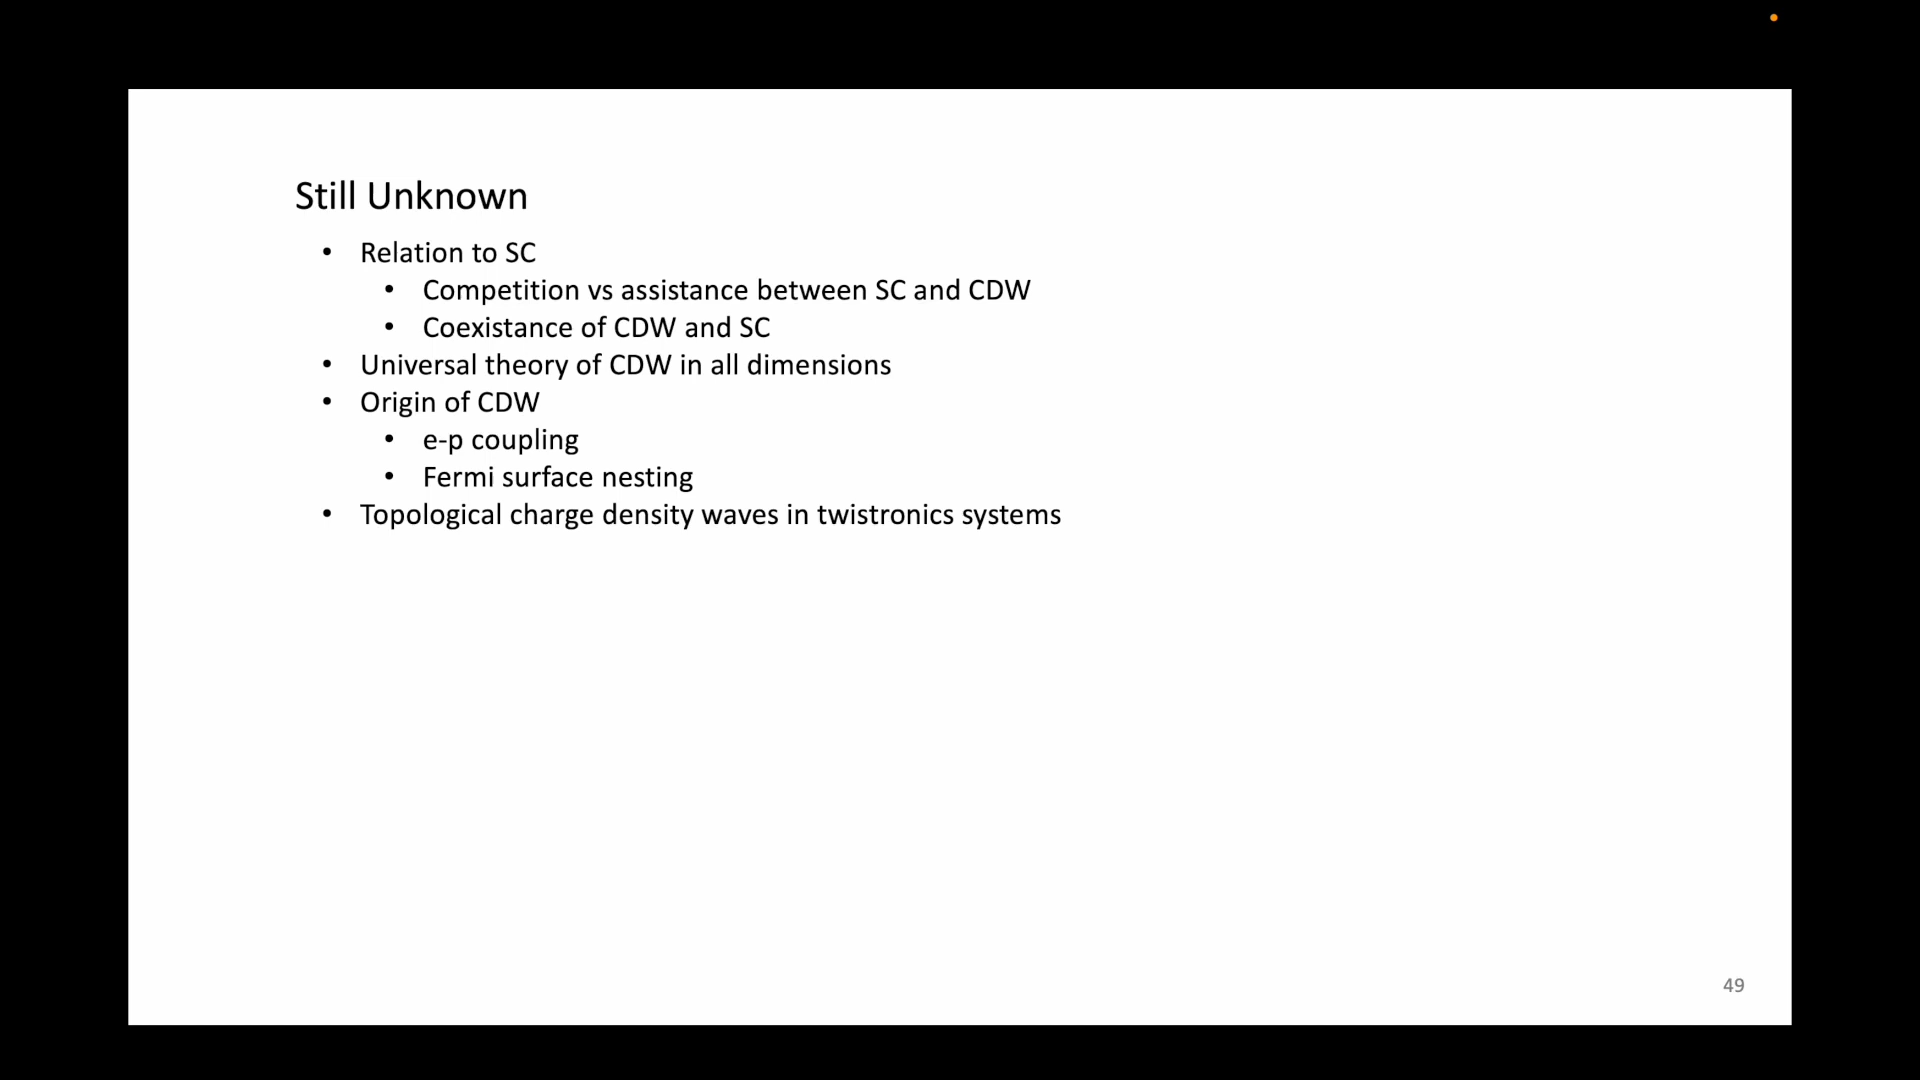 Still Unknown
• Relation to SC
• Competition vs assistance between SC and CDW
• Coexistance of CDW and SC
• Universal theory of CDW in all dimensions
• Origin of CDW
• e-p coupling
• Fermi surface nesting
• Topological charge density waves in twistronics systems
49